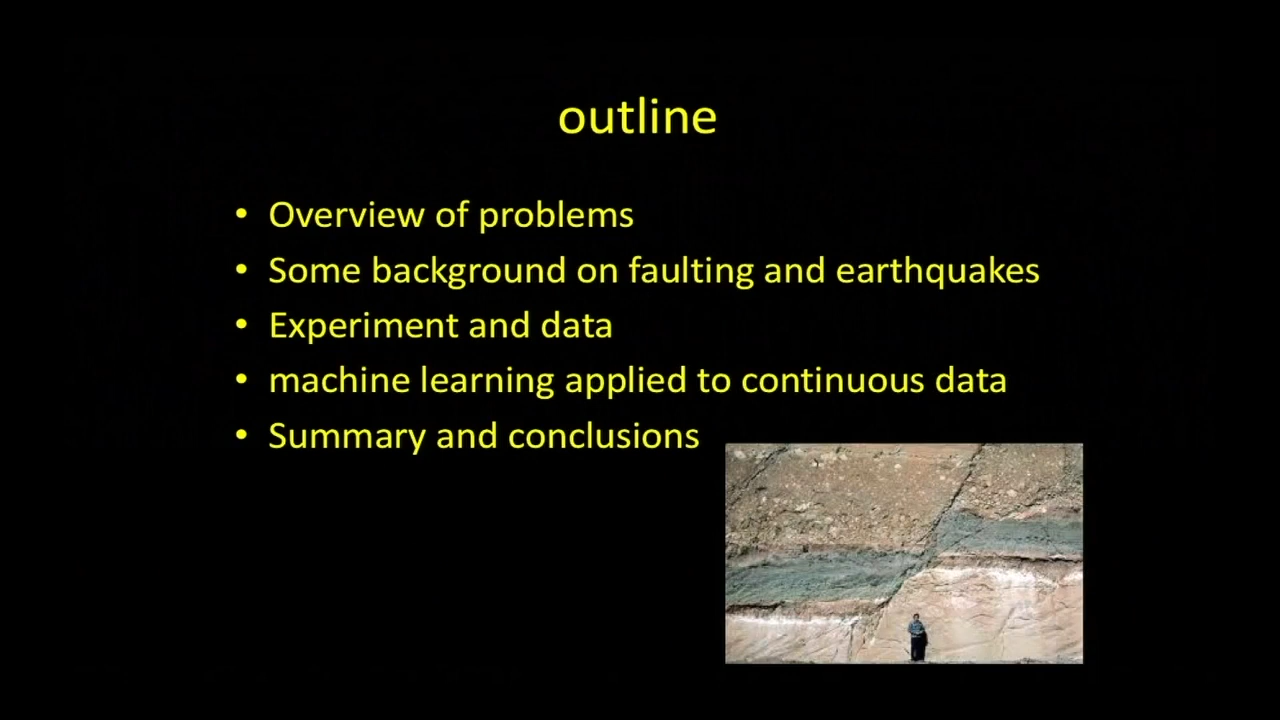 outline
• Overview of problems
• Some background on faulting and earthquakes
• Experiment and data
• machine learning applied to continuous data
• Summary and conclusions